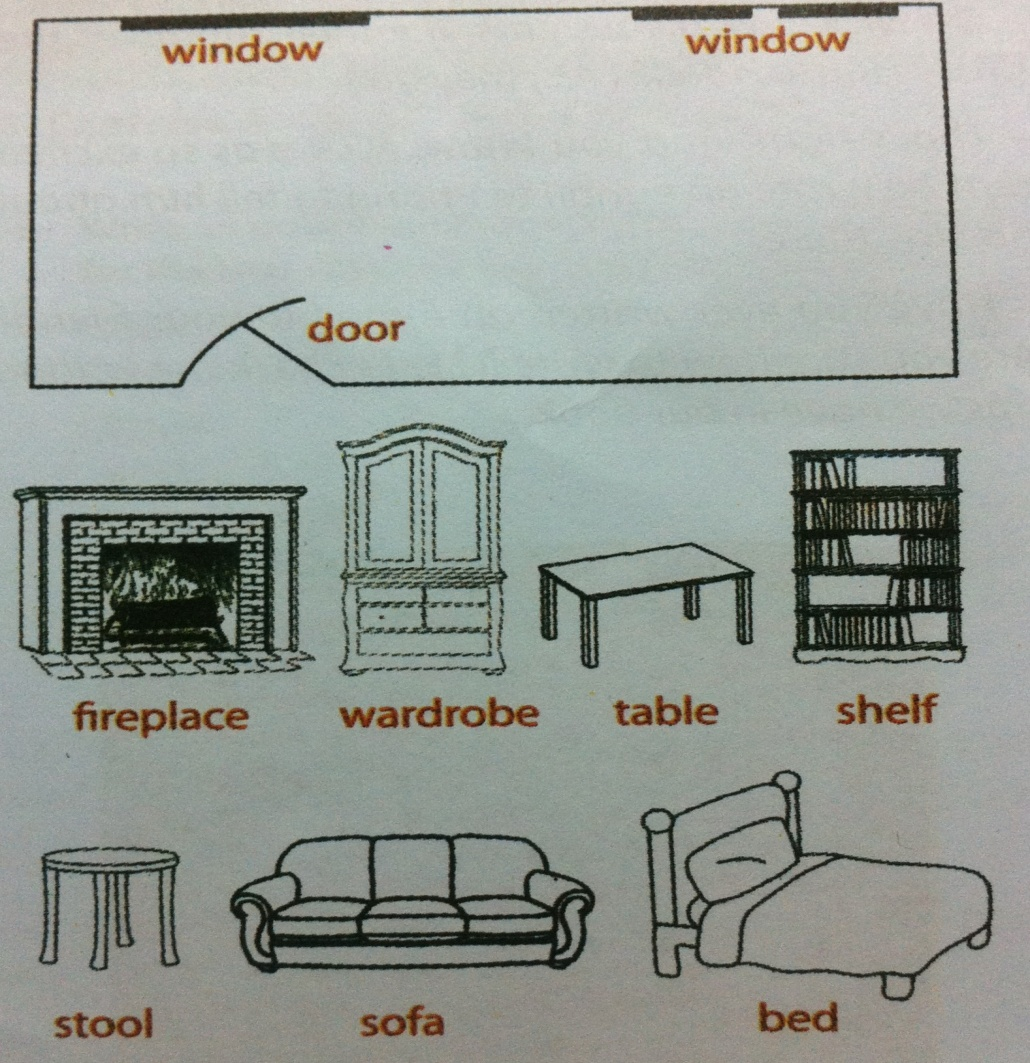 window
window
door
fireplace
wardrobe
table
shelf
stool
sofa
bed